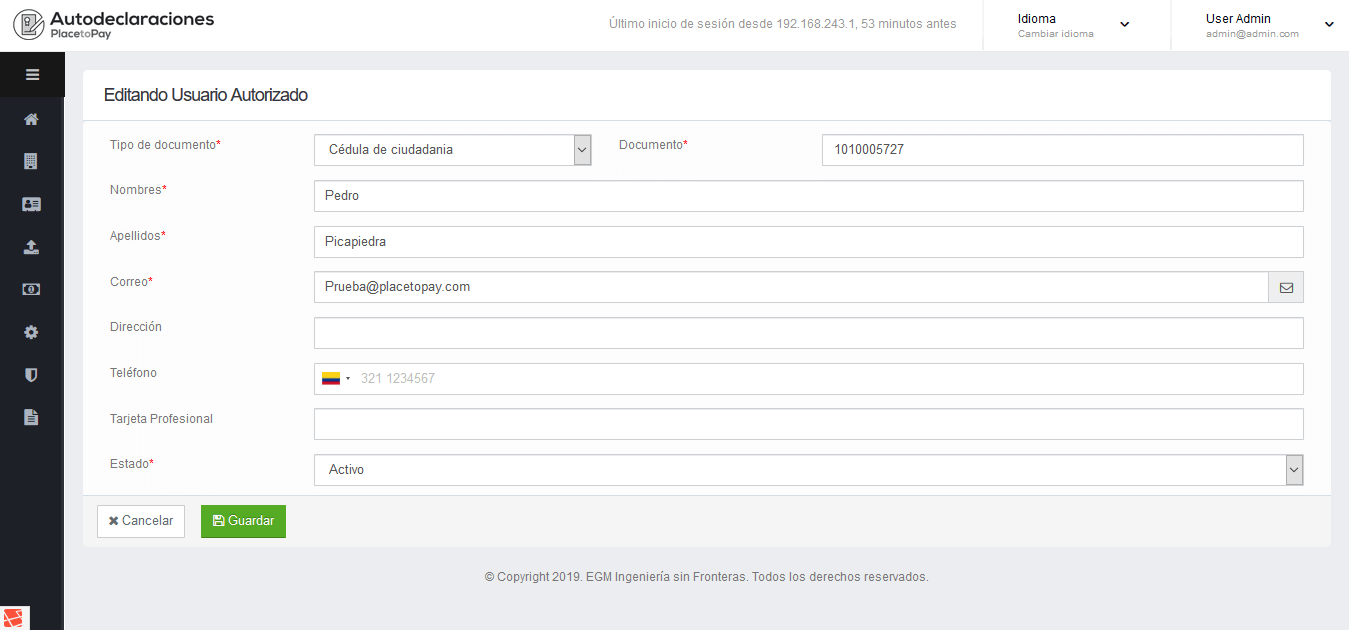 Autodeclaraciones
PlacetoPay
Último inicio de sesión desde 192.168.243.1, 53 minutos antes
Idioma
Cambiar idioma
User Admin
admin@admin.com
Editando Usuario Autorizado
Tipo de documento*
Cédula de ciudadania
Documento*
1010005727
Nombres*
Pedro
Apellidos*
Picapiedra
Correo*
Prueba@placetopay.com
Dirección
Teléfono
321 1234567
Tarjeta Profesional
Estado*
Activo
Cancelar
Guardar
© Copyright 2019. EGM Ingeniería sin Fronteras. Todos los derechos reservados.